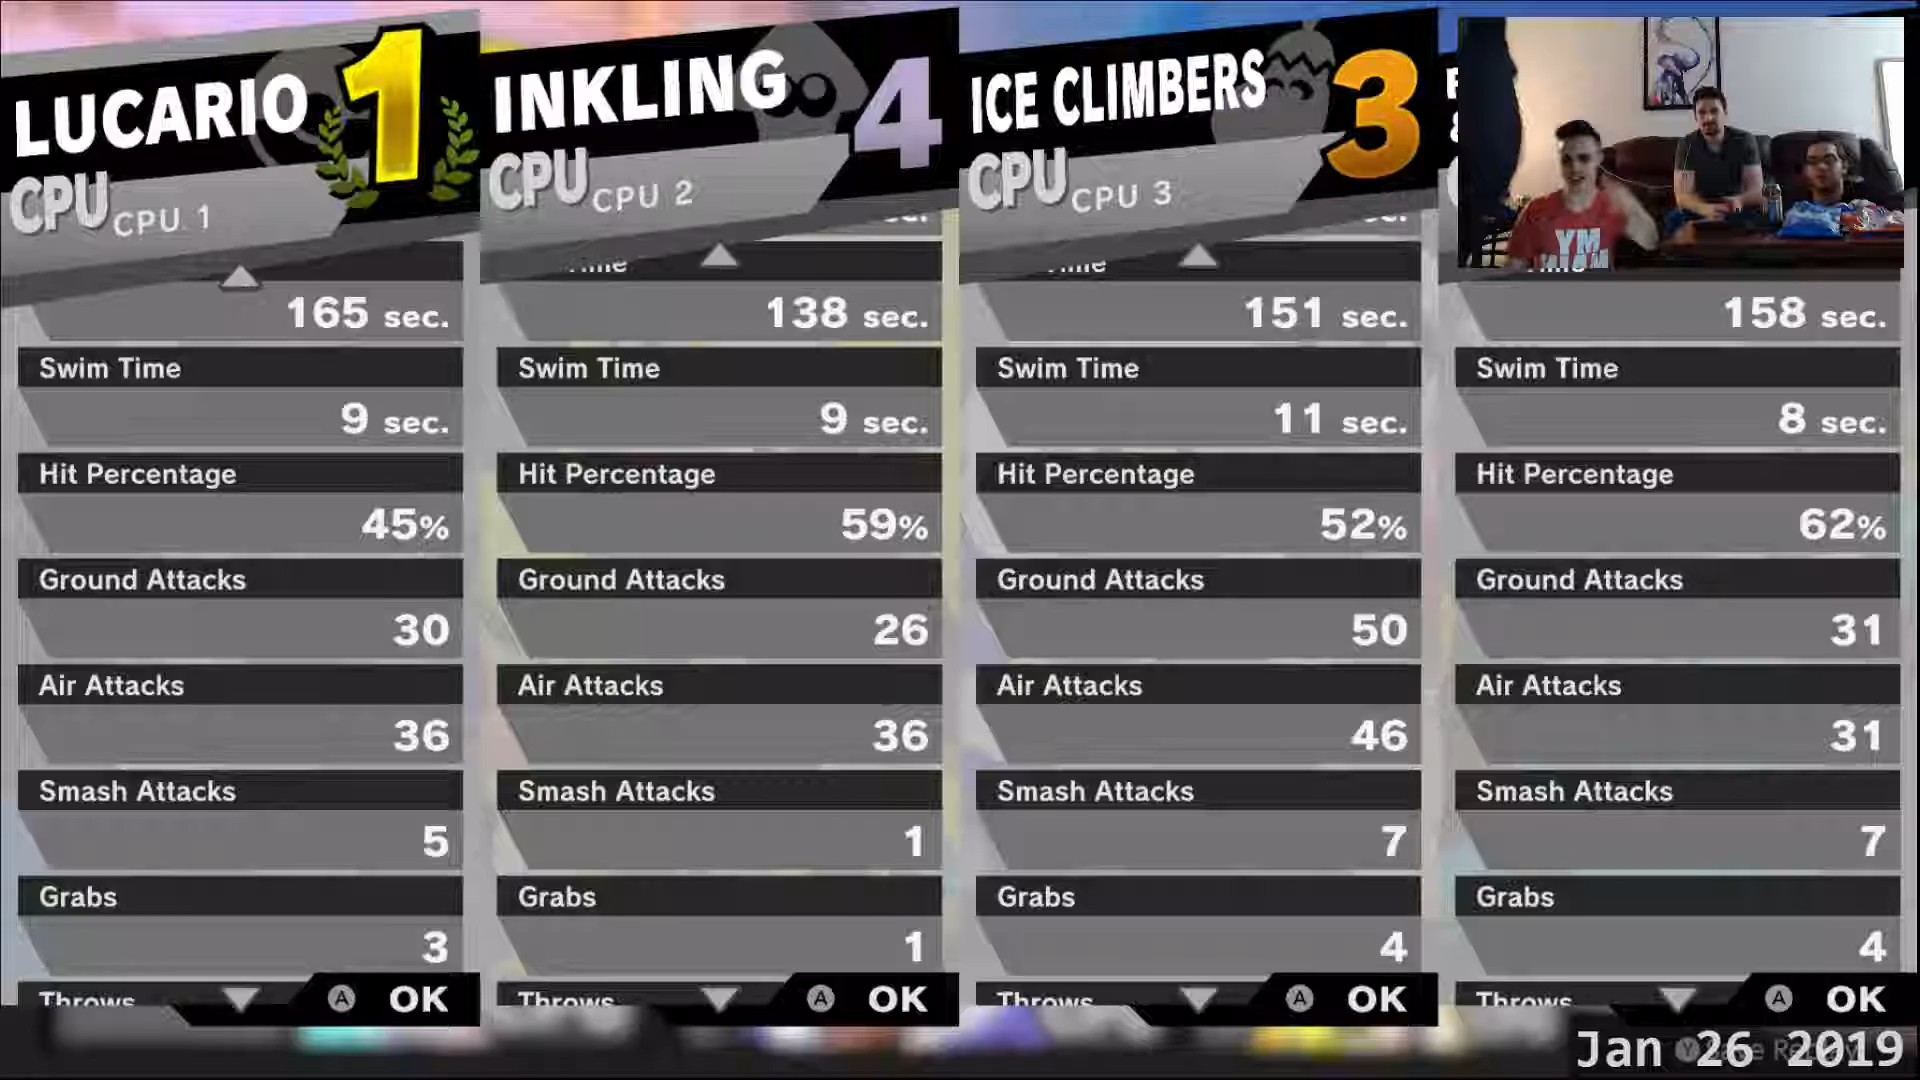 LUCARIO 1
CPU CPU 1
165 sec.
Swim Time
9 sec.
Hit Percentage
45%
Ground Attacks
30
Air Attacks
36
Smash Attacks
5
Grabs
3
Throws
A OK
INKLING 4
CPU CPU 2
138 sec.
Swim Time
9 sec.
Hit Percentage
59%
Ground Attacks
26
Air Attacks
36
Smash Attacks
1
Grabs
1
Throws
A OK
ICE CLIMBERS 3
CPU CPU 3
151 sec.
Swim Time
11 sec.
Hit Percentage
52%
Ground Attacks
50
Air Attacks
46
Smash Attacks
7
Grabs
4
Throws
A OK
YM
158 sec.
Swim Time
8 sec.
Hit Percentage
62%
Ground Attacks
31
Air Attacks
31
Smash Attacks
7
Grabs
4
Throws
A OK
Jan 26 2019